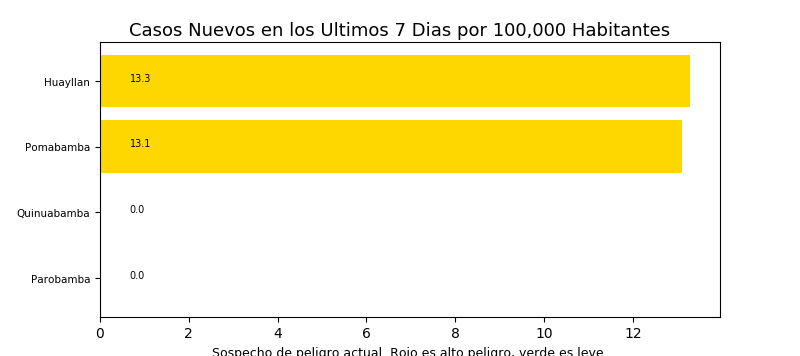 Casos Nuevos en los Ultimos 7 Dias por 100,000 Habitantes
Huayllan 13.3
Pomabamba 13.1
Quinuabamba 0.0
Parobamba 0.0
0 2 4 6 8 10 12
Sospecho de peligro actual. Rojo es alto peligro, verde es leve